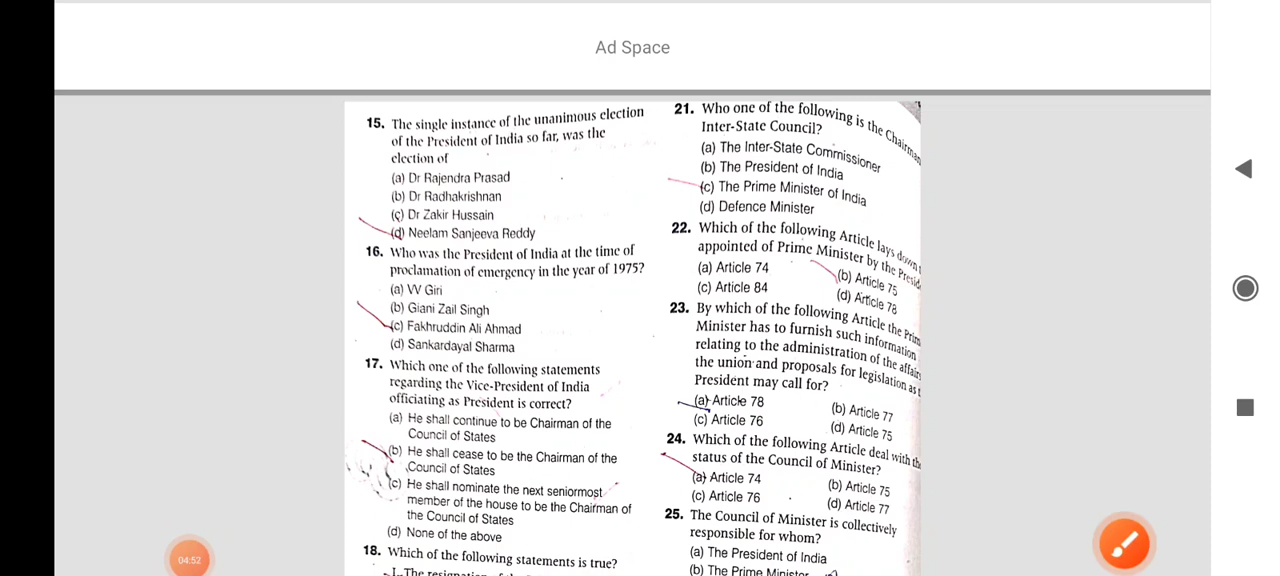 Ad Space
15. The single instance of the unanimous election
of the President of India so far, was the
election of
(a) Dr Rajendra Prasad
(b) Dr Radhakrishnan
(c) Dr Zakir Hussain
(d) Neelam Sanjeeva Reddy
16. Who was the President of India at the time of
proclamation of emergency in the year of 1975?
(a) VV Giri
(b) Giani Zail Singh
(c) Fakhruddin Ali Ahmad
(d) Sankardayal Sharma
17. Which one of the following statements
regarding the Vice-President of India
officiating as President is correct?
(a) He shall continue to be Chairman of the
Council of States
(b) He shall cease to be the Chairman of the
Council of States
(c) He shall nominate the next seniormost
member of the house to be the Chairman of
the Council of States
(d) None of the above
18. Which of the following statements is true?
I. The
21. Who one of the following is the Chairman
Inter-State Council?
(a) The Inter-State Commissioner
(b) The President of India
(c) The Prime Minister of India
(d) Defence Minister
22. Which of the following Article lays down
appointed of Prime Minister by the
(a) Article 74
(b) Article 75
(c) Article 84
(d) Article 78
23. By which of the following Article the
Minister has to furnish such information
relating to the administration of the
the union and proposals for legislation as
President may call for?
(a) Article 78
(b) Article 77
(c) Article 76
(d) Article 75
24. Which of the following Article deal with
status of the Council of Minister?
(a) Article 74
(b) Article 75
(c) Article 76
(d) Article 77
25. The Council of Minister is collectively
responsible for whom?
(a) The President of India
(b) The Prime Minister
04:52